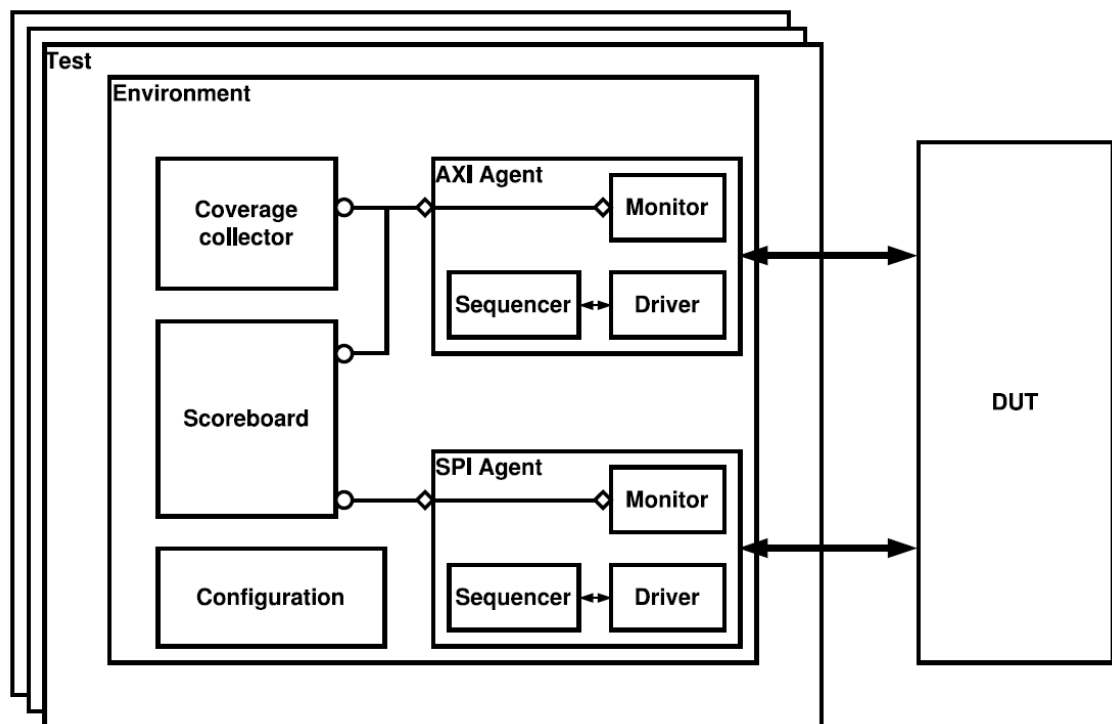 Test
Environment
Coverage
collector
AXI Agent
Monitor
Sequencer
Driver
Scoreboard
DUT
SPI Agent
Monitor
Configuration
Sequencer
Driver